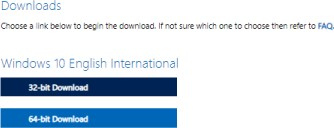 Downloads
Choose a link below to begin the download. If not sure which one to choose then refer to FAQ.
Windows 10 English International
32-bit Download
64-bit Download